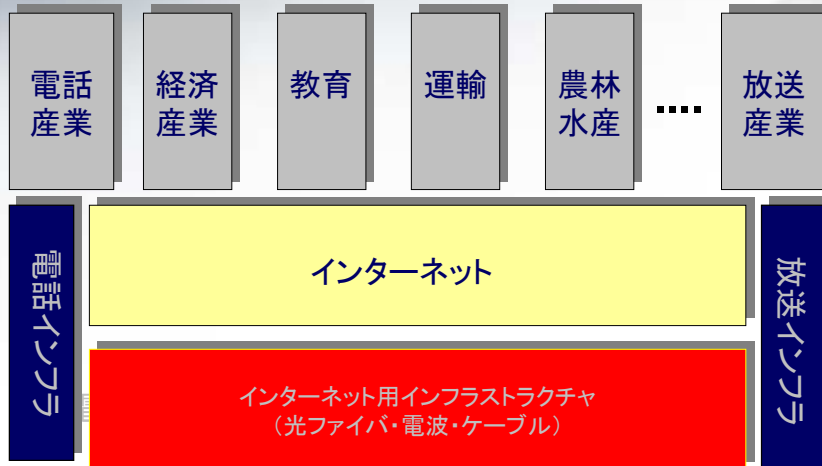 電話
産業
経済
産業
教育
運輸
農林
水産
....
放送
産業
電話インフラ
インターネット
放送インフラ
インターネット用インフラストラクチャ
（光ファイバ・電波・ケーブル）